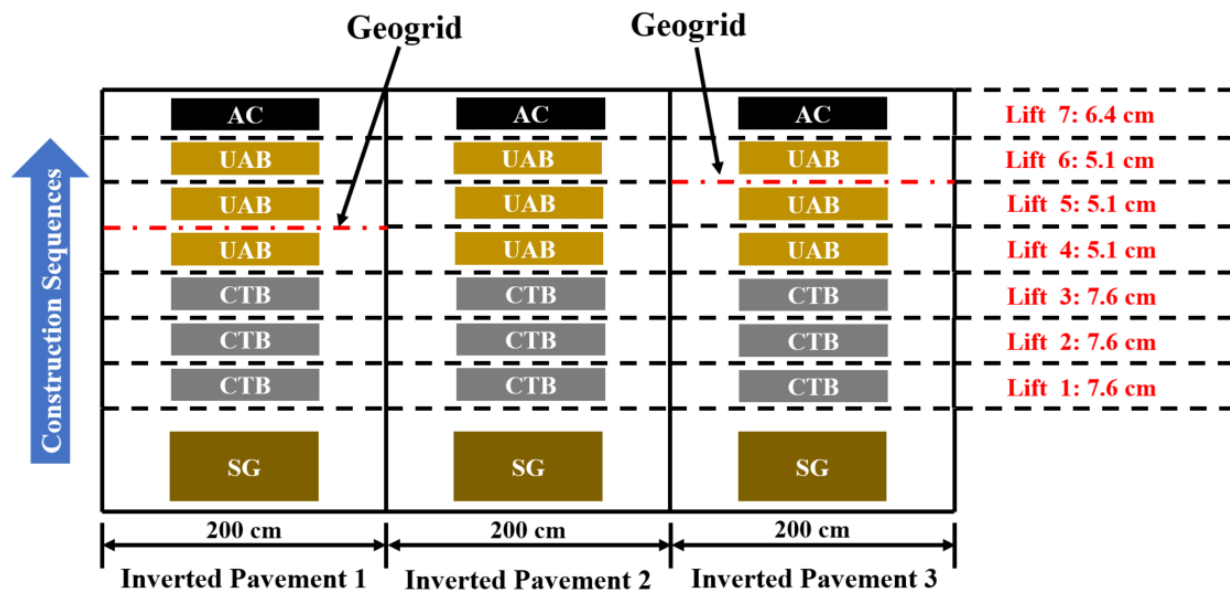 Geogrid
Geogrid
Construction Sequences
AC
AC
AC
Lift 7: 6.4 cm
UAB
UAB
UAB
Lift 6: 5.1 cm
UAB
UAB
UAB
Lift 5: 5.1 cm
UAB
UAB
UAB
Lift 4: 5.1 cm
CTB
CTB
CTB
Lift 3: 7.6 cm
CTB
CTB
CTB
Lift 2: 7.6 cm
CTB
CTB
CTB
Lift 1: 7.6 cm
SG
SG
SG
200 cm
200 cm
200 cm
Inverted Pavement 1
Inverted Pavement 2
Inverted Pavement 3